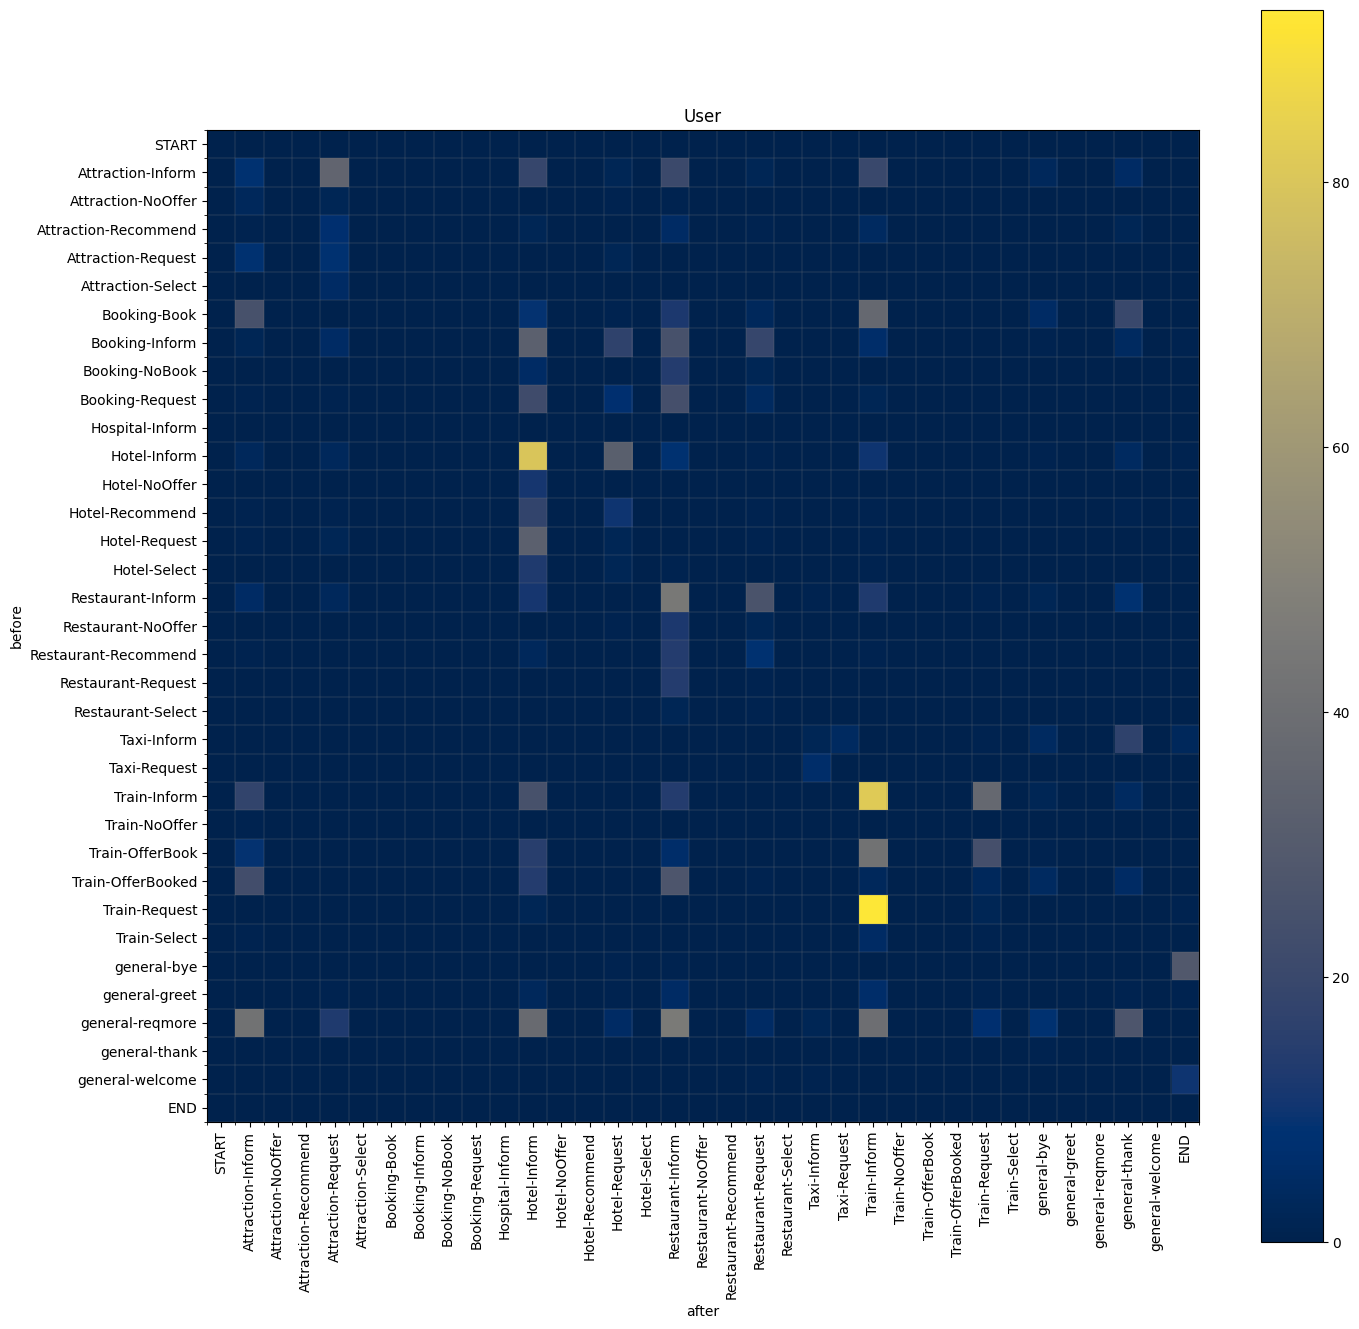 User
START
Attraction-Inform
Attraction-NoOffer
Attraction-Recommend
Attraction-Request
Attraction-Select
Booking-Book
Booking-Inform
Booking-NoBook
Booking-Request
Hospital-Inform
Hotel-Inform
Hotel-NoOffer
Hotel-Recommend
Hotel-Request
Hotel-Select
Restaurant-Inform
Restaurant-NoOffer
Restaurant-Recommend
Restaurant-Request
Restaurant-Select
Taxi-Inform
Taxi-Request
Train-Inform
Train-NoOffer
Train-OfferBook
Train-OfferBooked
Train-Request
Train-Select
general-bye
general-greet
general-reqmore
general-thank
general-welcome
END
before
START
Attraction-Inform
Attraction-NoOffer
Attraction-Recommend
Attraction-Request
Attraction-Select
Booking-Book
Booking-Inform
Booking-NoBook
Booking-Request
Hospital-Inform
Hotel-Inform
Hotel-NoOffer
Hotel-Recommend
Hotel-Request
Hotel-Select
Restaurant-Inform
Restaurant-NoOffer
Restaurant-Recommend
Restaurant-Request
Restaurant-Select
Taxi-Inform
Taxi-Request
Train-Inform
Train-NoOffer
Train-OfferBook
Train-OfferBooked
Train-Request
Train-Select
general-bye
general-greet
general-reqmore
general-thank
general-welcome
END
after
80
60
40
20
0